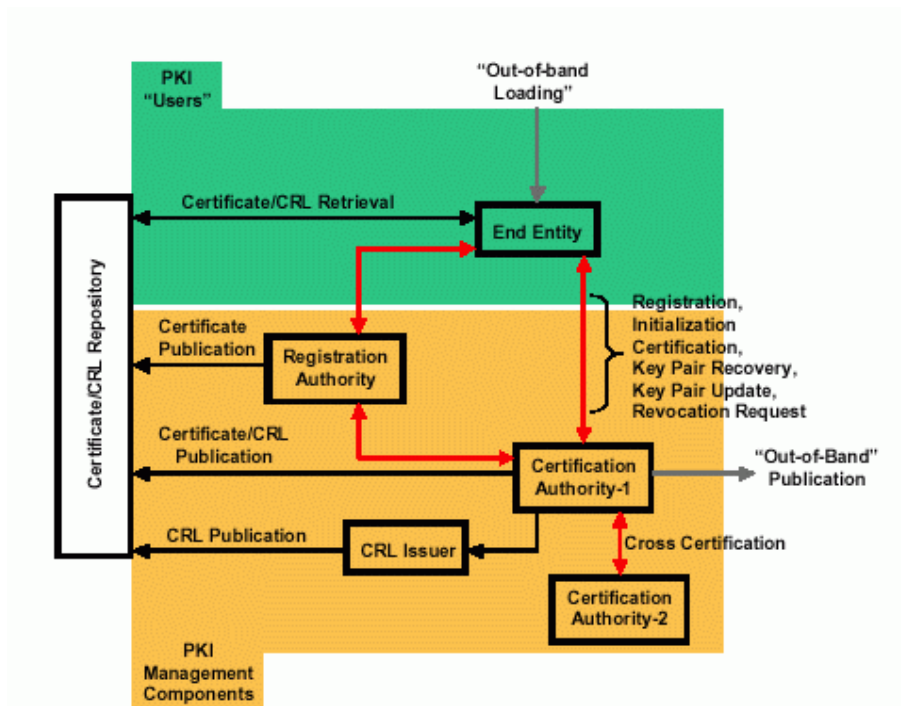 PKI
“Users”
“Out-of-band
Loading”
Certificate/CRL Retrieval
End Entity
Certificate/CRL Repository
Registration,
Initialization
Certification,
Key Pair Recovery,
Key Pair Update,
Revocation Request
Certificate
Publication
Registration
Authority
Certificate/CRL
Publication
Certification
Authority-1
“Out-of-Band”
Publication
CRL Publication
CRL Issuer
Cross Certification
Certification
Authority-2
PKI
Management
Components